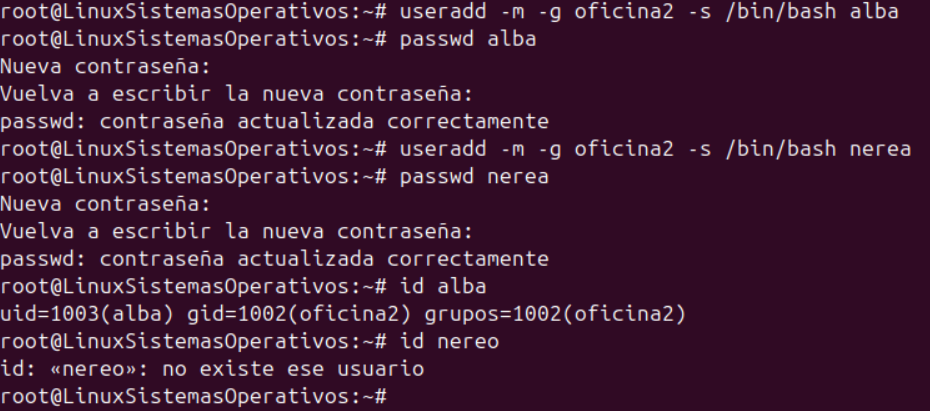 root@LinuxSistemasOperativos:~# useradd -m -g oficina2 -s /bin/bash alba
root@LinuxSistemasOperativos:~# passwd alba
Nueva contraseña:
Vuelva a escribir la nueva contraseña:
passwd: contraseña actualizada correctamente
root@LinuxSistemasOperativos:~# useradd -m -g oficina2 -s /bin/bash nerea
root@LinuxSistemasOperativos:~# passwd nerea
Nueva contraseña:
Vuelva a escribir la nueva contraseña:
passwd: contraseña actualizada correctamente
root@LinuxSistemasOperativos:~# id alba
uid=1003(alba) gid=1002(oficina2) grupos=1002(oficina2)
root@LinuxSistemasOperativos:~# id nereo
id: «nereo»: no existe ese usuario
root@LinuxSistemasOperativos:~#